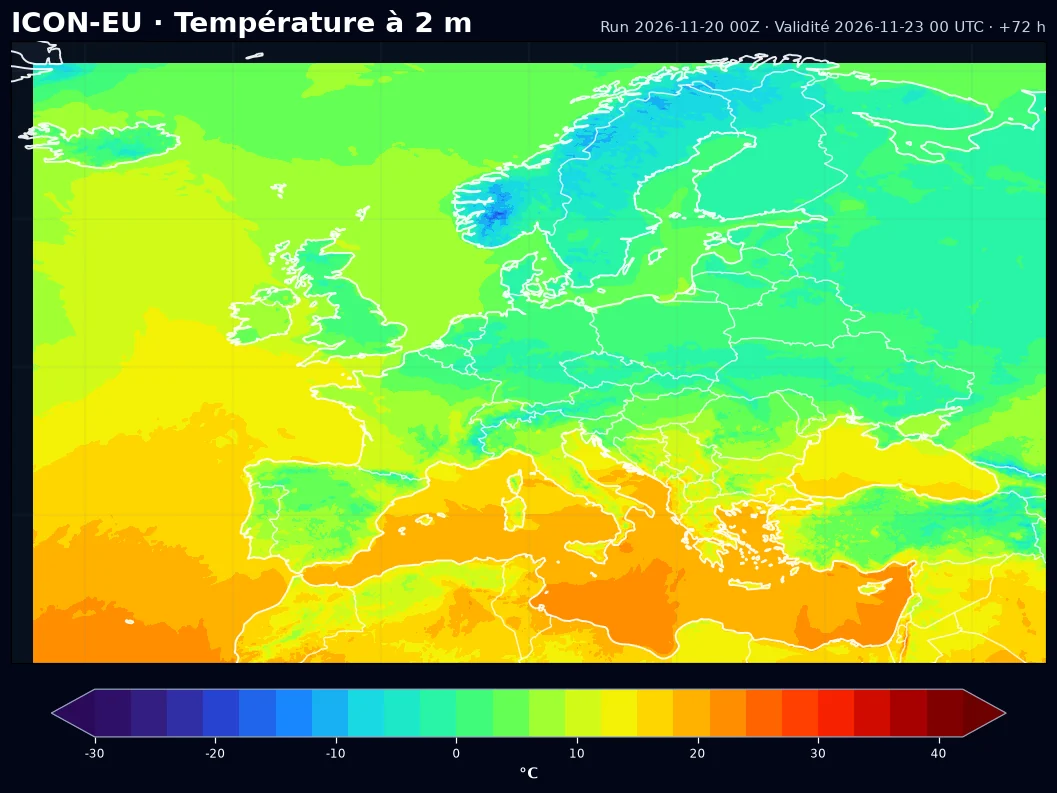 ICON-EU · Température à 2 m
Run 2026-11-20 00Z · Validité 2026-11-23 00 UTC · +72 h
-30 -20 -10 0 10 20 30 40
°C